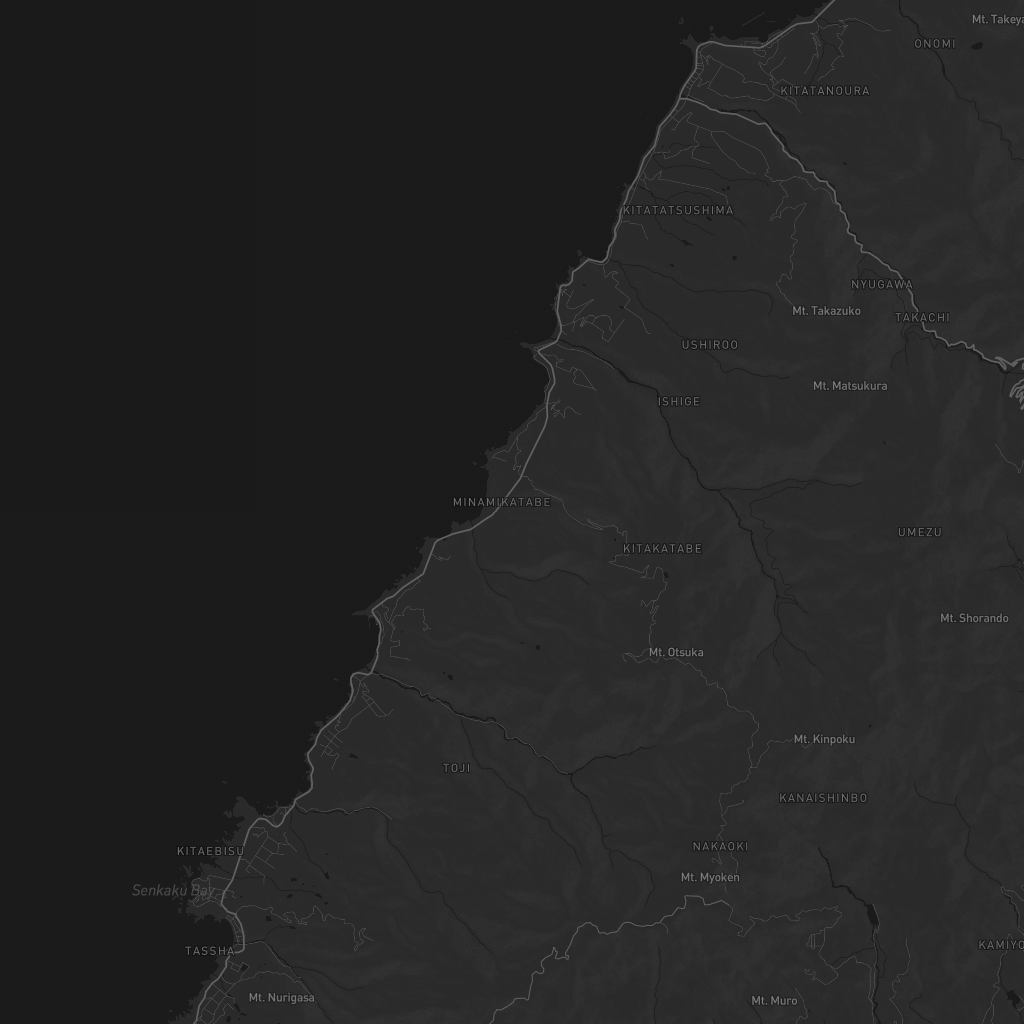 Mt. Takeya
ONOMI
KITATANOURA
KITATATSUSHIMA
NYUGAWA
Mt. Takazuko
TAKACHI
USHIROO
Mt. Matsukura
ISHIGE
MINAMIKATABE
UMEZU
KITAKATABE
Mt. Shorando
Mt. Otsuka
Mt. Kinpoku
TOJI
KANAISHINBO
NAKAOKI
KITAEBISU
Mt. Myoken
Senkaku Bay
KAMIYO
TASSHA
Mt. Nurigasa
Mt. Muro